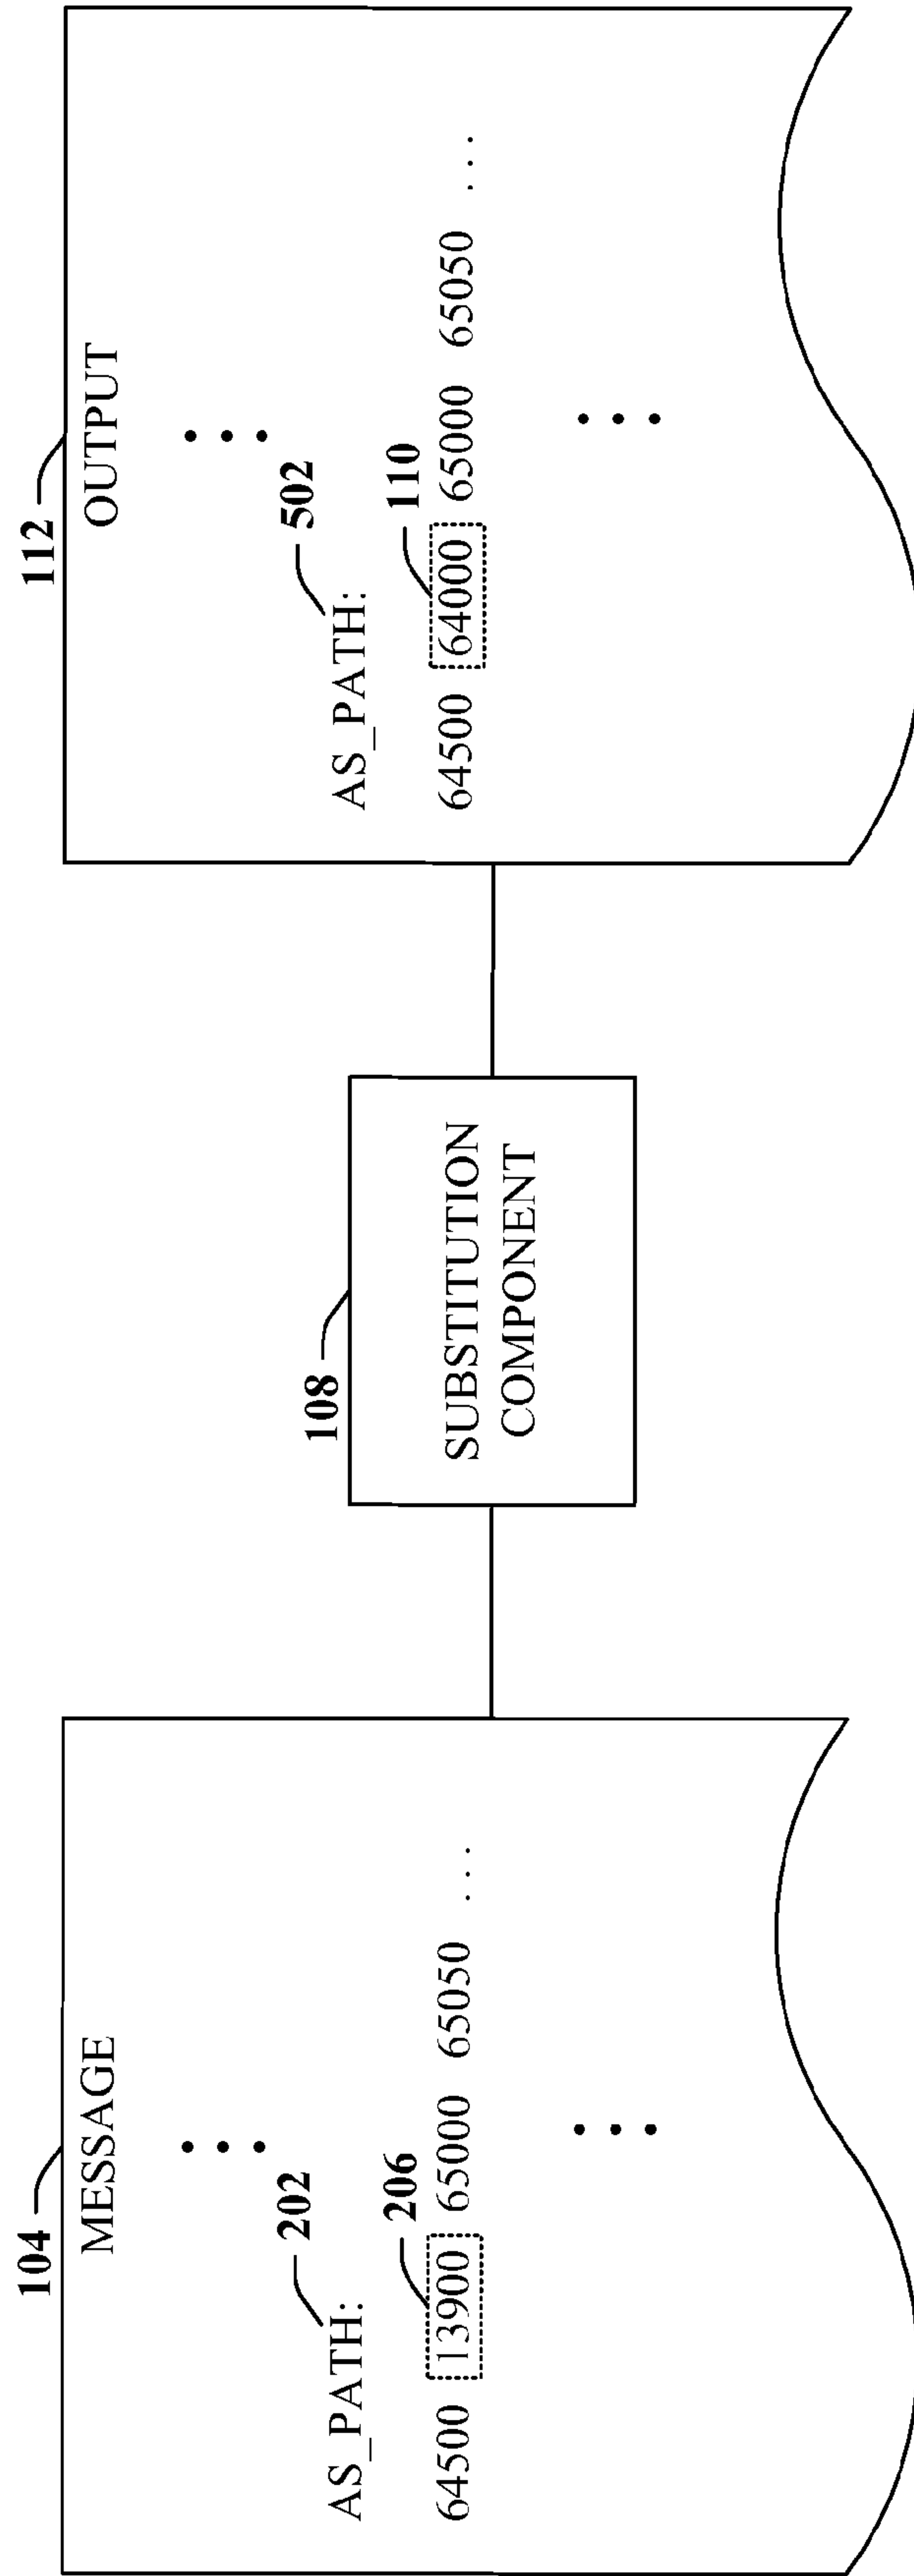 104
MESSAGE
202
AS_PATH:
206
64500 13900 65000 65050 . . .
108
SUBSTITUTION
COMPONENT
112
OUTPUT
502
AS_PATH:
110
64500 64000 65000 65050 . . .